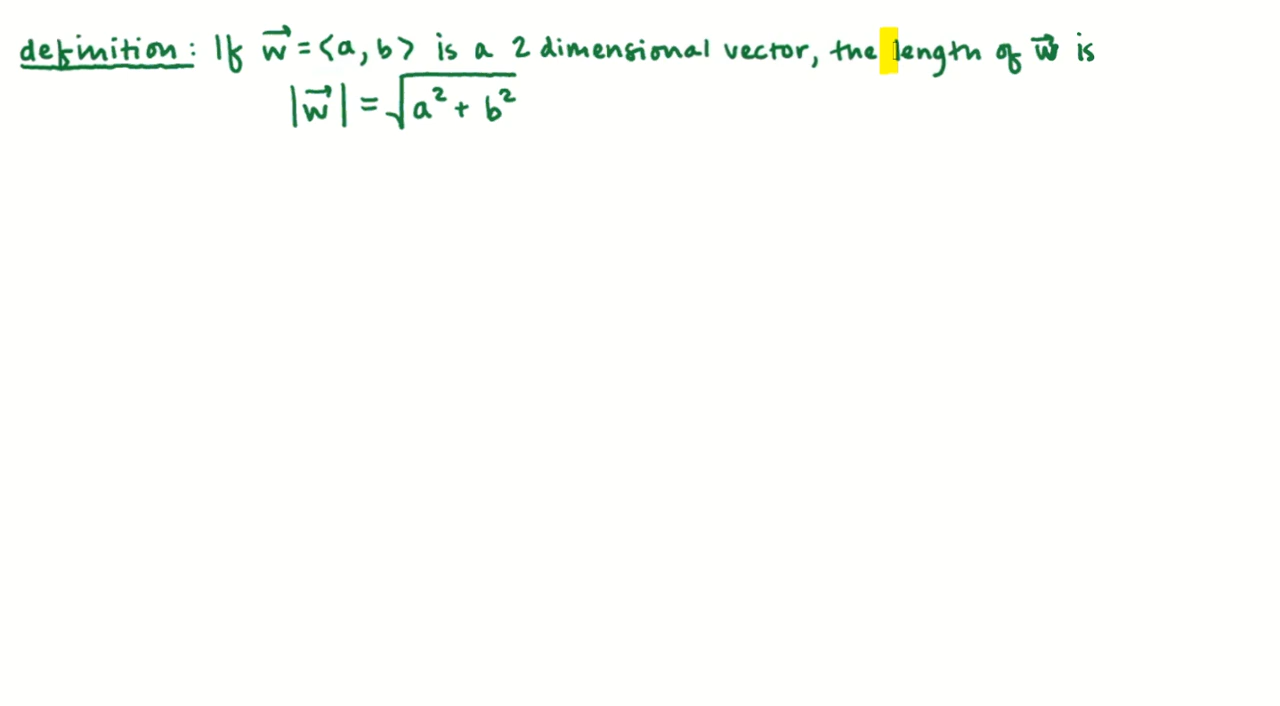 definition: If w⃗ = <a, b> is a 2 dimensional vector, the length of w⃗ is
|w⃗| = √(a² + b²)